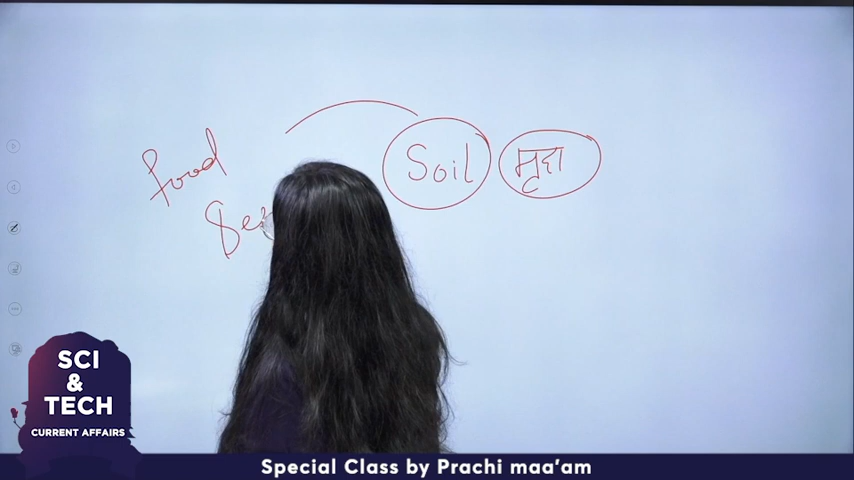 food
Soil मृदा
SCI
&
TECH
CURRENT AFFAIRS
Special Class by Prachi maa'am